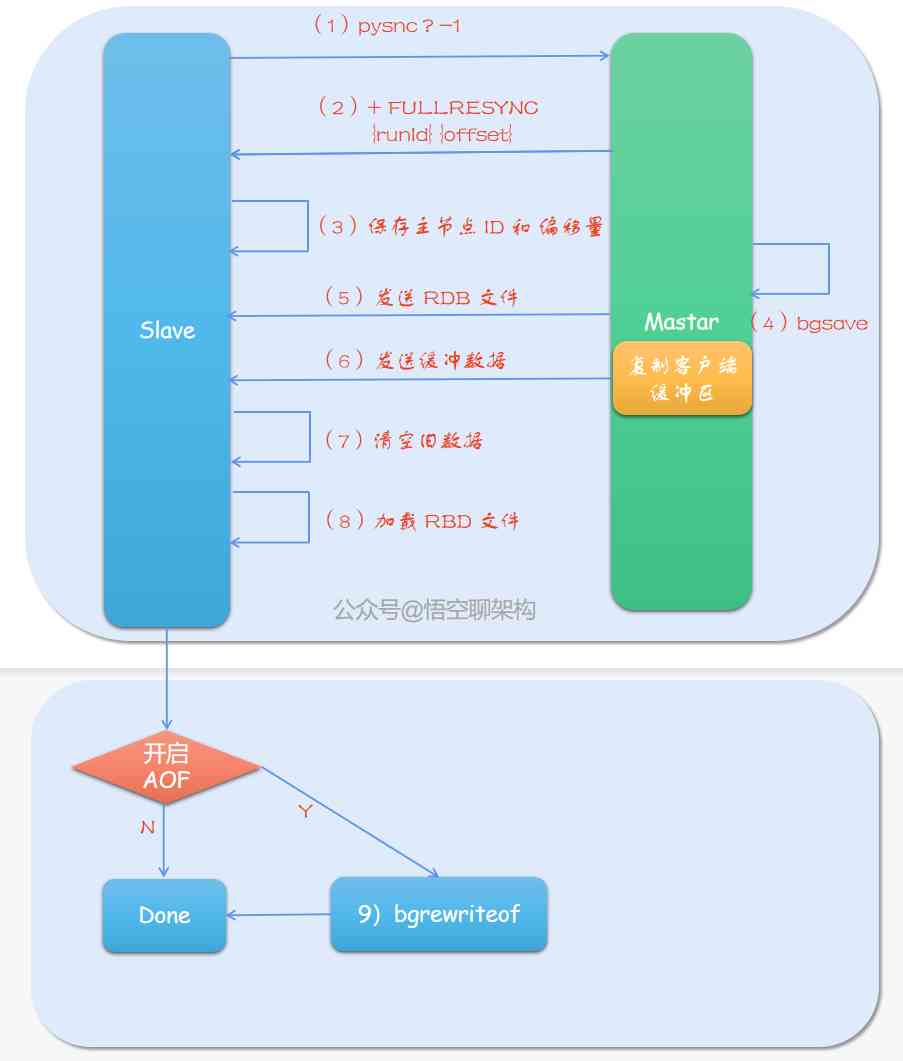 （1）pysnc？-1
（2）+ FULLRESYNC
{runId} {offset}
（3）保存主节点 ID 和 偏移量
（5）发送 RDB 文件
Slave
Mastar
（4）bgsave
（6）发送缓冲数据
复制客户端
缓冲区
（7）清空旧数据
（8）加载 RBD 文件
公众号@悟空聊架构
开启
AOF
N
Y
Done
9）bgrewriteof